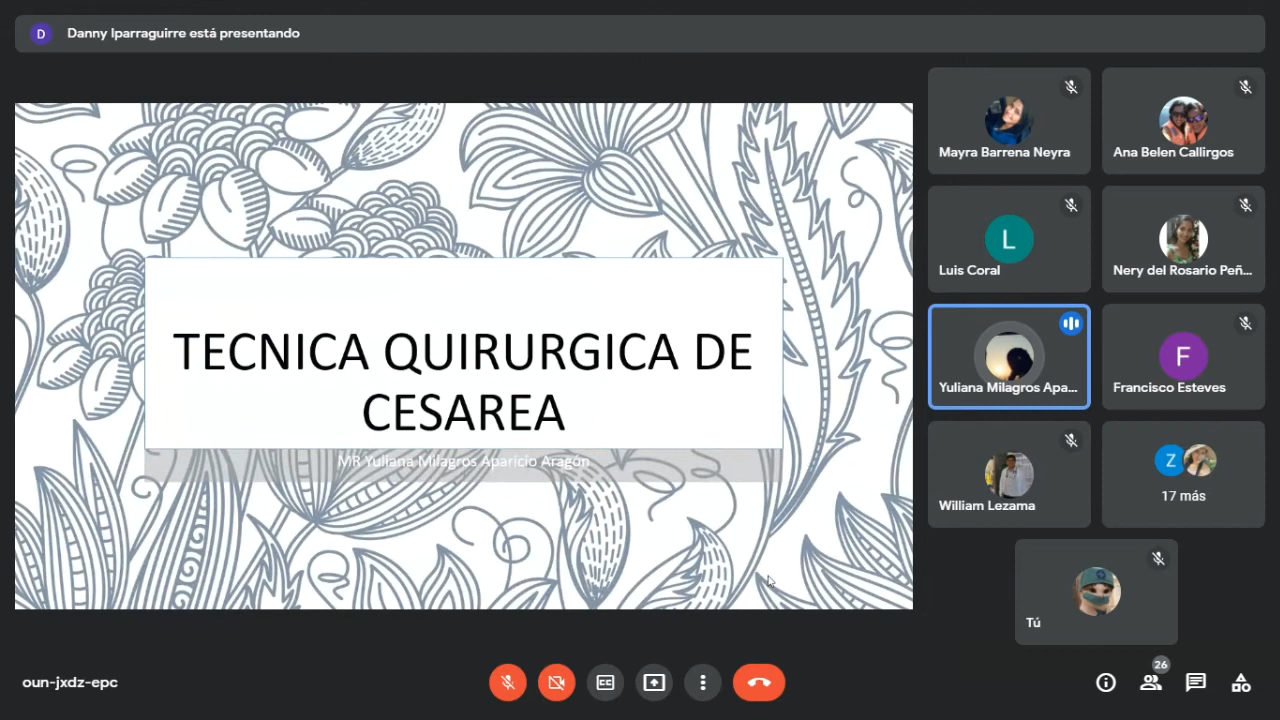 D Danny Iparraguirre está presentando
TECNICA QUIRURGICA DE
CESAREA
MR Yuliana Milagros Aparicio Aragón
Mayra Barrena Neyra
Ana Belen Callirgos
L
Luis Coral
Nery del Rosario Peñ...
Yuliana Milagros Apa...
F
Francisco Esteves
William Lezama
Z
17 más
Tú
oun-jxdz-epc
CC
26